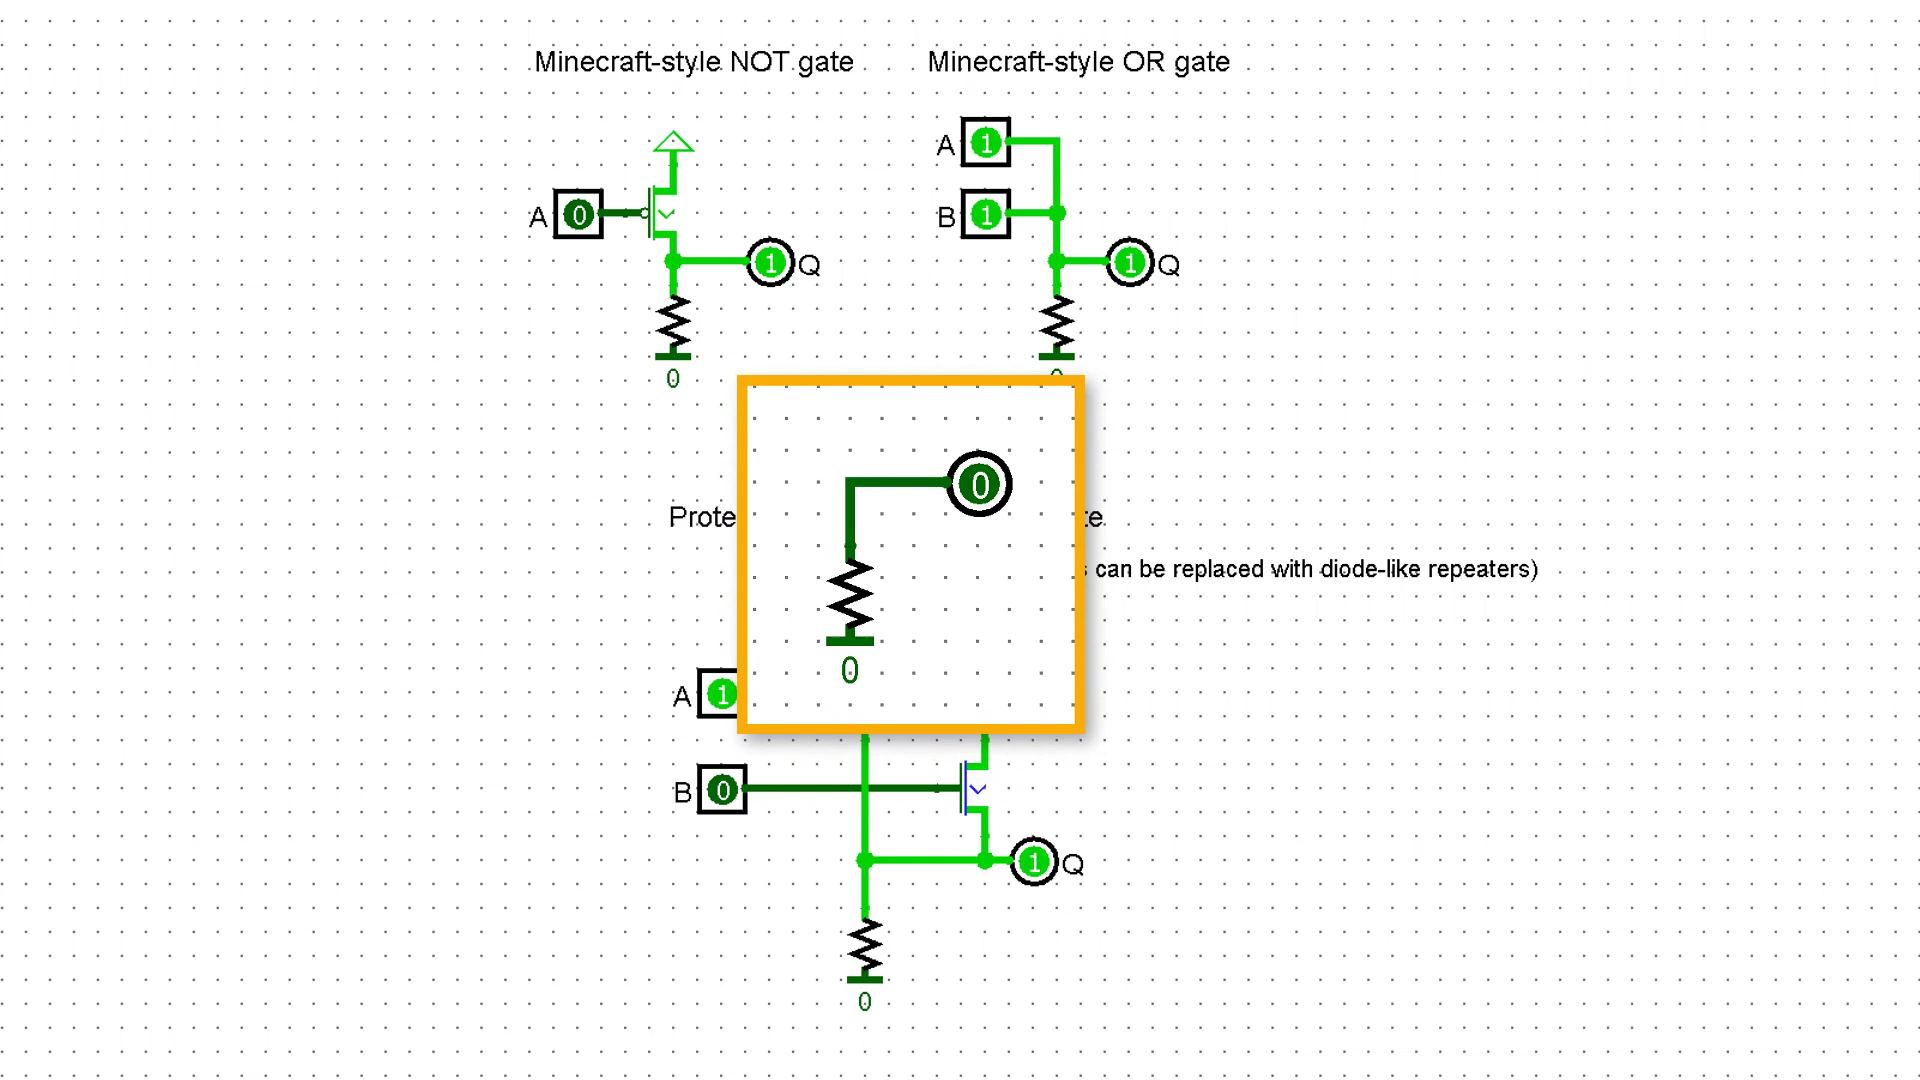 Minecraft-style NOT gate
Minecraft-style OR gate
A 1
A 0
B 1
1 Q
1 Q
0
0
0
can be replaced with diode-like repeaters)
A 1
B 0
1 Q
0